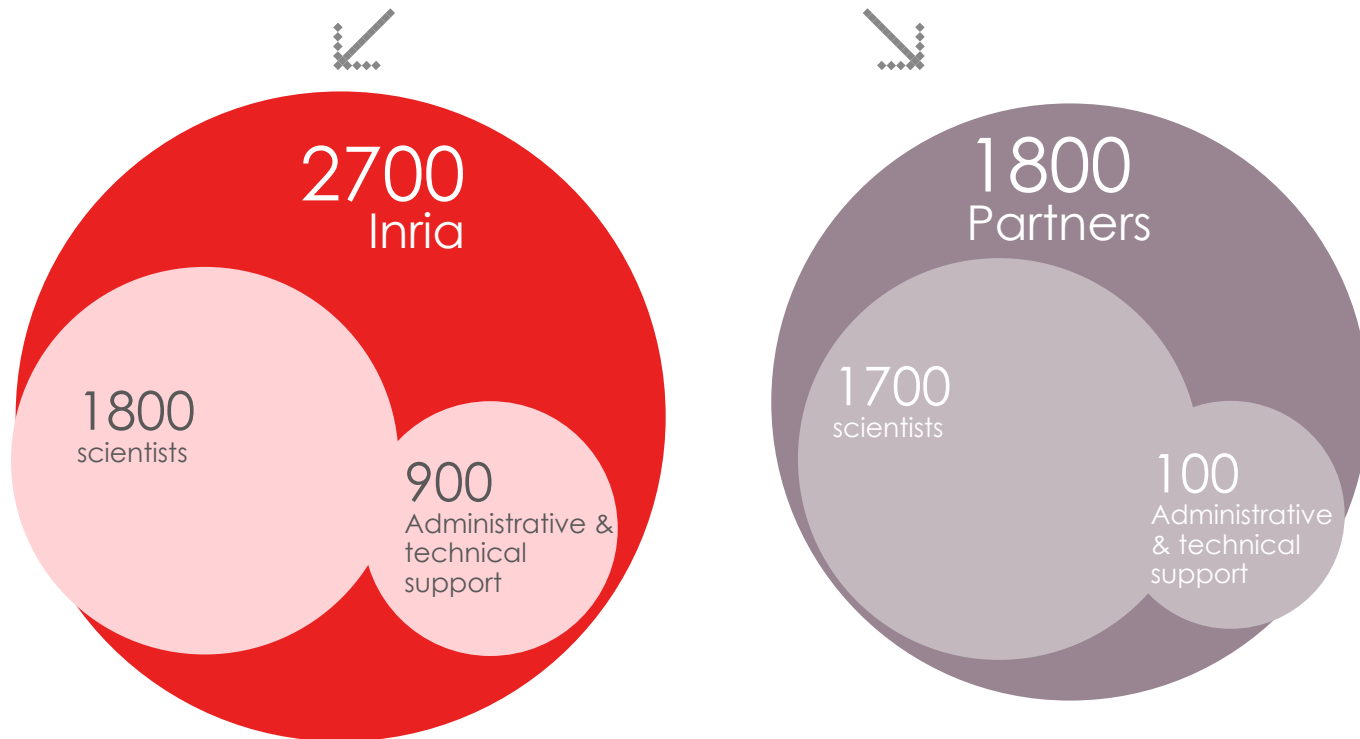 2700
Inria
1800
scientists
900
Administrative &
technical
support
1800
Partners
1700
scientists
100
Administrative
& technical
support